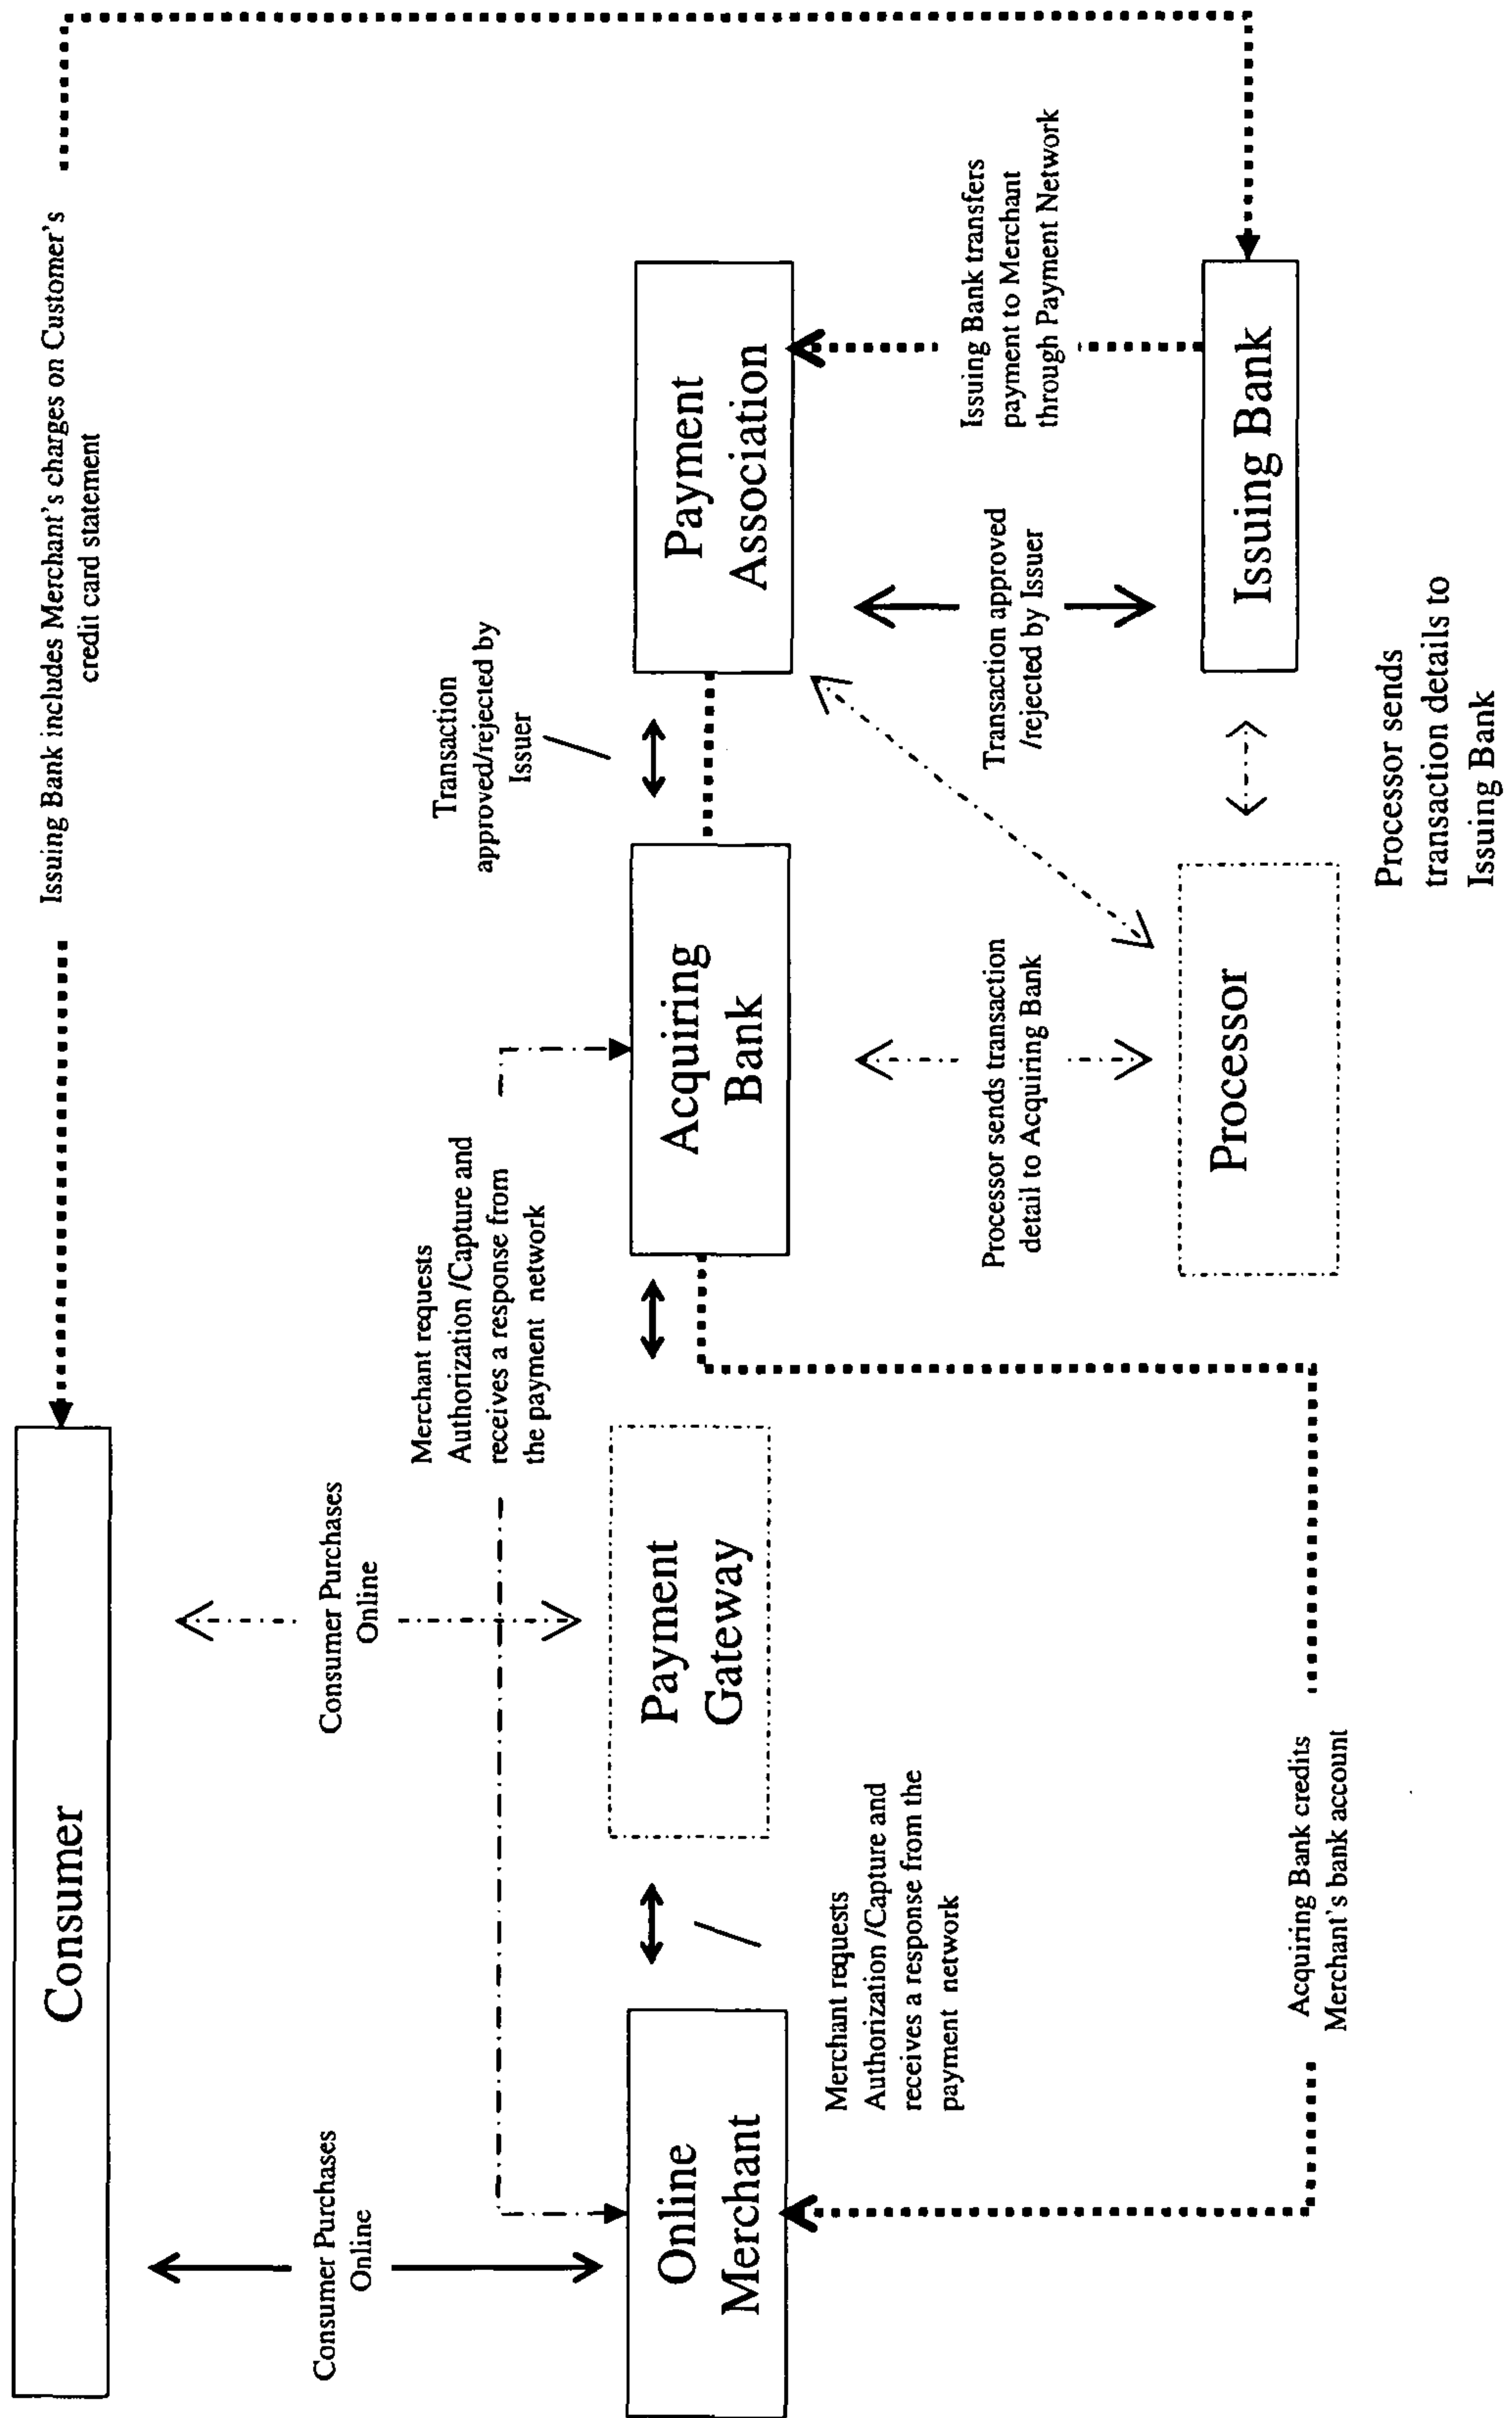 Consumer
Issuing Bank includes Merchant's charges on Customer's
credit card statement
Consumer Purchases
Online
Consumer Purchases
Online
Merchant requests
Authorization /Capture and
receives a response from
the payment network
Transaction
approved/rejected by
Issuer
Online
Merchant
Payment
Gateway
Acquiring
Bank
Payment
Association
Merchant requests
Authorization /Capture and
receives a response from the
payment network
Processor sends transaction
detail to Acquiring Bank
Transaction approved
/rejected by Issuer
Issuing Bank transfers
payment to Merchant
through Payment Network
Processor
Issuing Bank
Acquiring Bank credits
Merchant's bank account
Processor sends
transaction details to
Issuing Bank